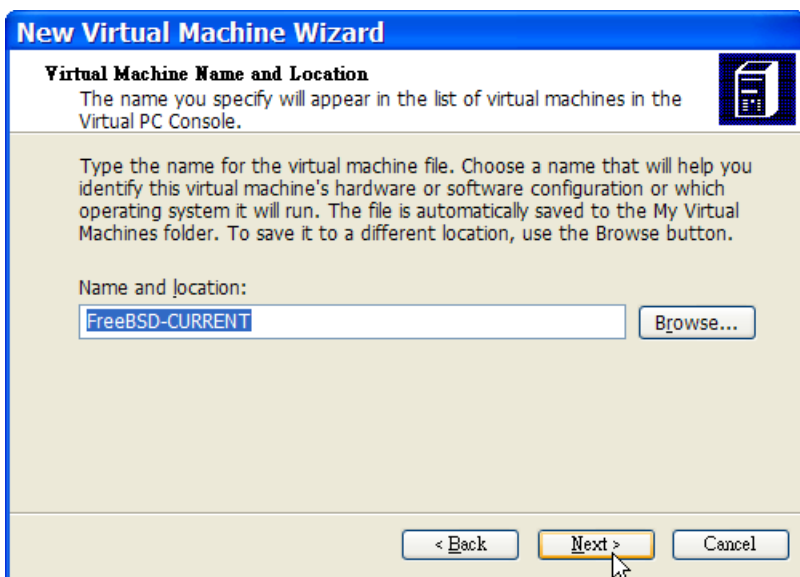 New Virtual Machine Wizard
Virtual Machine Name and Location
The name you specify will appear in the list of virtual machines in the
Virtual PC Console.
Type the name for the virtual machine file. Choose a name that will help you
identify this virtual machine's hardware or software configuration or which
operating system it will run. The file is automatically saved to the My Virtual
Machines folder. To save it to a different location, use the Browse button.
Name and location:
FreeBSD-CURRENT Browse...
< Back Next > Cancel